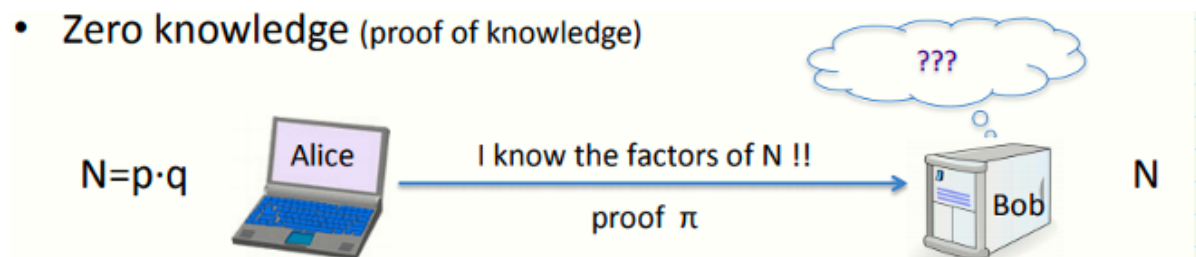 • Zero knowledge (proof of knowledge)
???
N=p·q
Alice
I know the factors of N !!
proof π
Bob
N